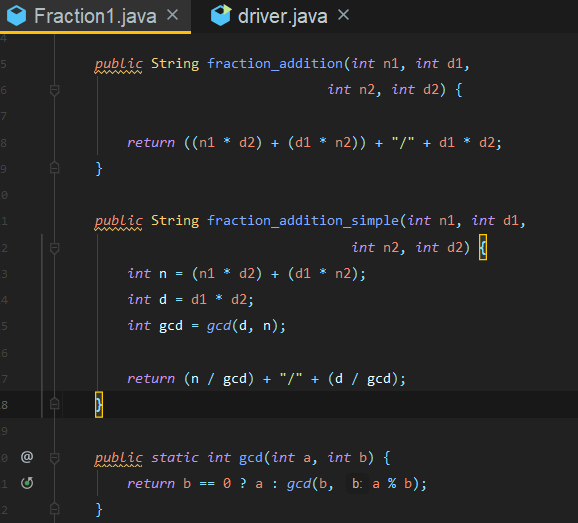 Fraction1.java × driver.java ×
4
5 public String fraction_addition(int n1, int d1,
6 int n2, int d2) {
7
8 return ((n1 * d2) + (d1 * n2)) + "/" + d1 * d2;
9 }
0
1 public String fraction_addition_simple(int n1, int d1,
2 int n2, int d2) {
3 int n = (n1 * d2) + (d1 * n2);
4 int d = d1 * d2;
5 int gcd = gcd(d, n);
6
7 return (n / gcd) + "/" + (d / gcd);
8 }
9
0 @ public static int gcd(int a, int b) {
1 return b == 0 ? a : gcd(b, b: a % b);
2 }